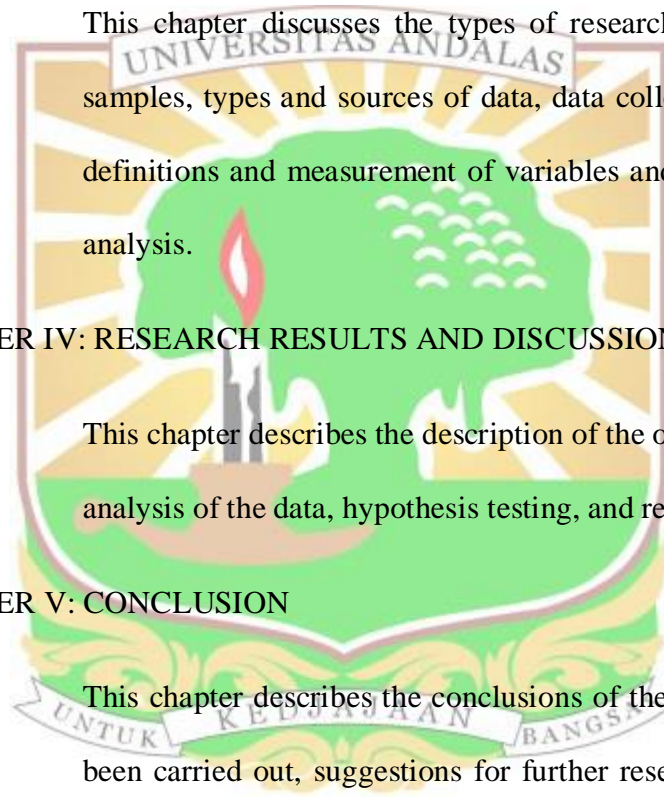 This chapter discusses the types of research
UNIVERSITAS ANDALAS
samples, types and sources of data, data coll
definitions and measurement of variables and
analysis.
ER IV: RESEARCH RESULTS AND DISCUSSION
This chapter describes the description of the o
analysis of the data, hypothesis testing, and re
ER V: CONCLUSION
This chapter describes the conclusions of the
UNTUK KEDJAJAAN BANGSA
been carried out, suggestions for further rese